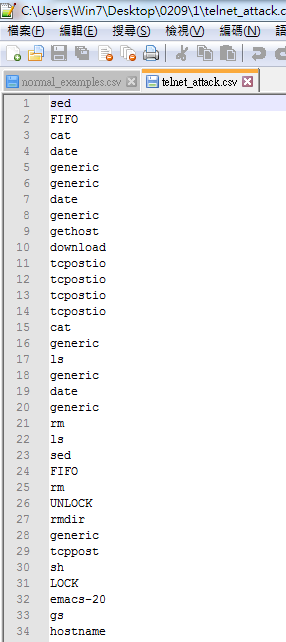 C:\Users\Win7\Desktop\0209\1\telnet_attack.c
檔案(F) 編輯(E) 搜尋(S) 檢視(V) 編碼(N)
normal_examples.csv telnet_attack.csv
1 sed
2 FIFO
3 cat
4 date
5 generic
6 generic
7 date
8 generic
9 gethost
10 download
11 tcpostio
12 tcpostio
13 tcpostio
14 tcpostio
15 cat
16 generic
17 ls
18 generic
19 date
20 generic
21 rm
22 ls
23 sed
24 FIFO
25 rm
26 UNLOCK
27 rmdir
28 generic
29 tcppost
30 sh
31 LOCK
32 emacs-20
33 gs
34 hostname